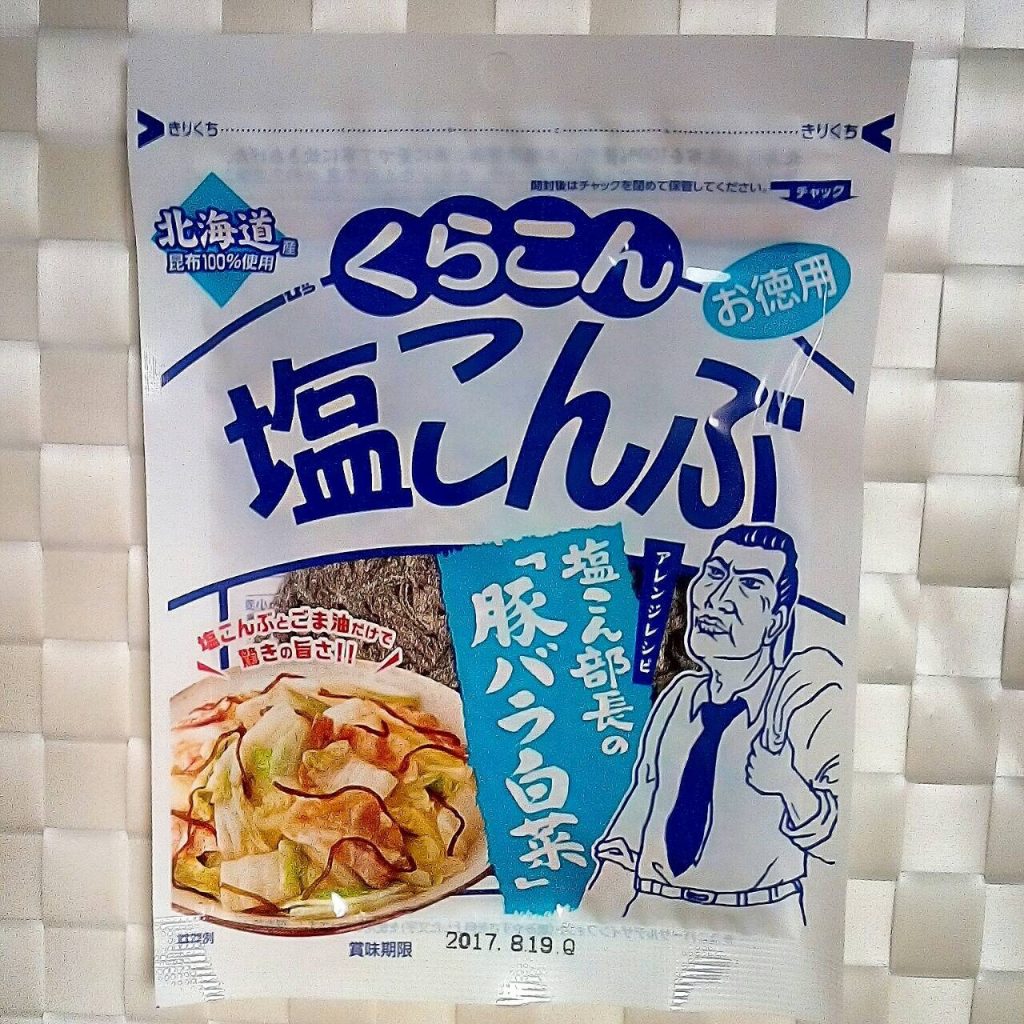 きりくち
きりくち
開封後はチャックを閉めて保管してください。
チャック
北海道産
昆布100%使用
くらこん
お徳用
塩こんぶ
塩こんぶとごま油だけで
驚きの旨さ!!
塩こん部長の
「豚バラ白菜」
アレンジレシピ
賞味期限
2017. 8.19.Q